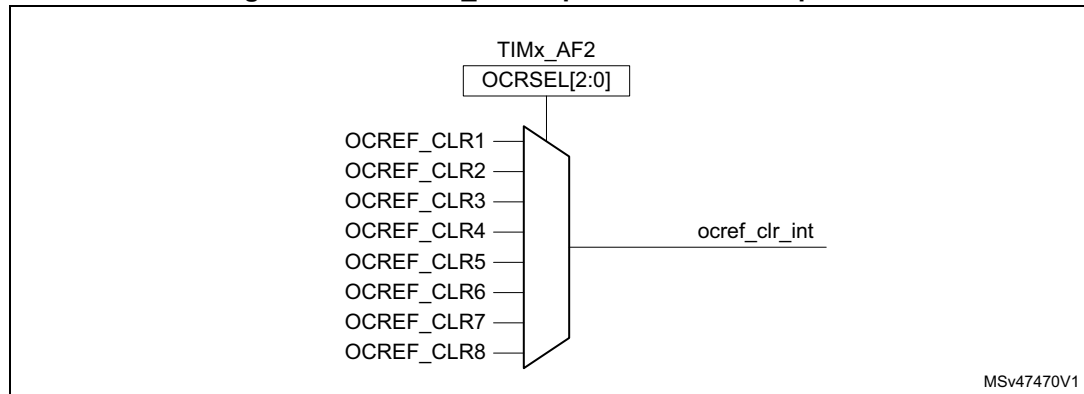 TIMx_AF2
OCRSEL[2:0]
OCREF_CLR1
OCREF_CLR2
OCREF_CLR3
OCREF_CLR4
OCREF_CLR5
OCREF_CLR6
OCREF_CLR7
OCREF_CLR8
ocref_clr_int
MSv47470V1